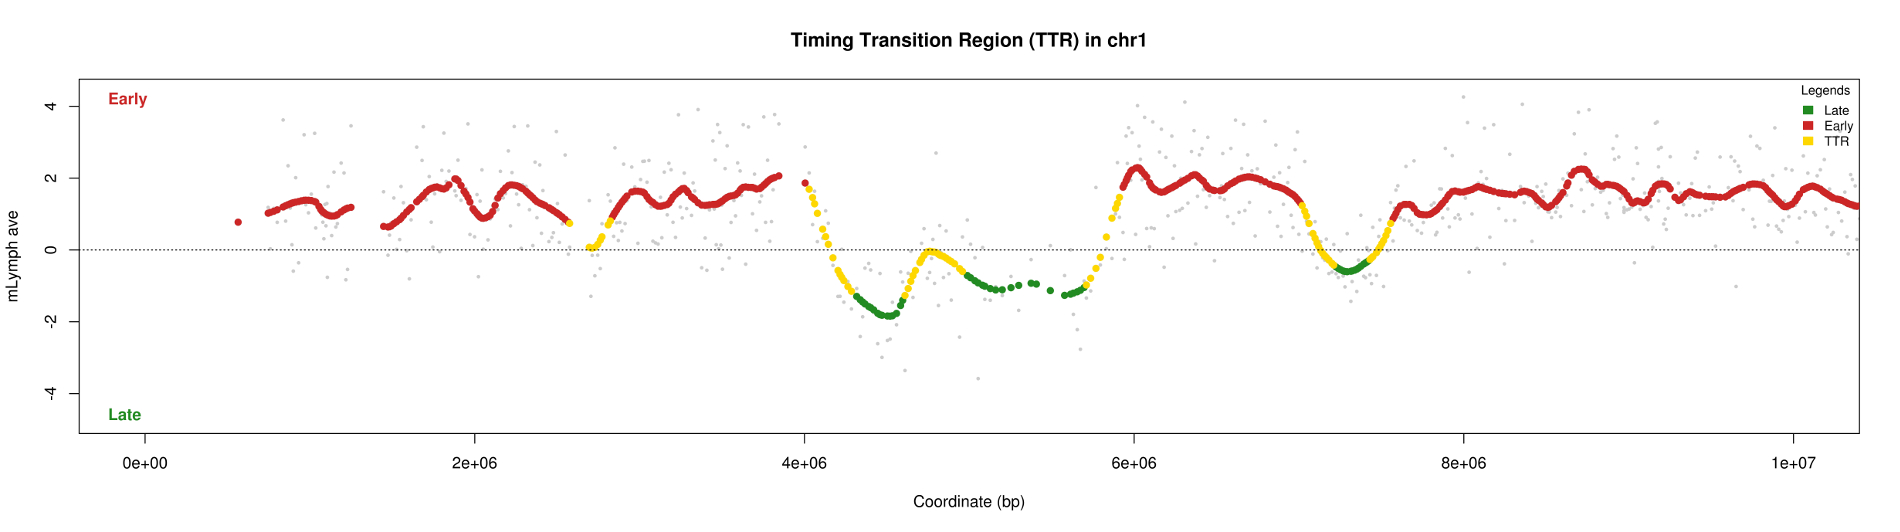 Timing Transition Region (TTR) in chr1
Early
Legends
Late
Early
TTR
4
2
0
-2
-4
mLymph ave
Late
0e+00 2e+06 4e+06 6e+06 8e+06 1e+07
Coordinate (bp)